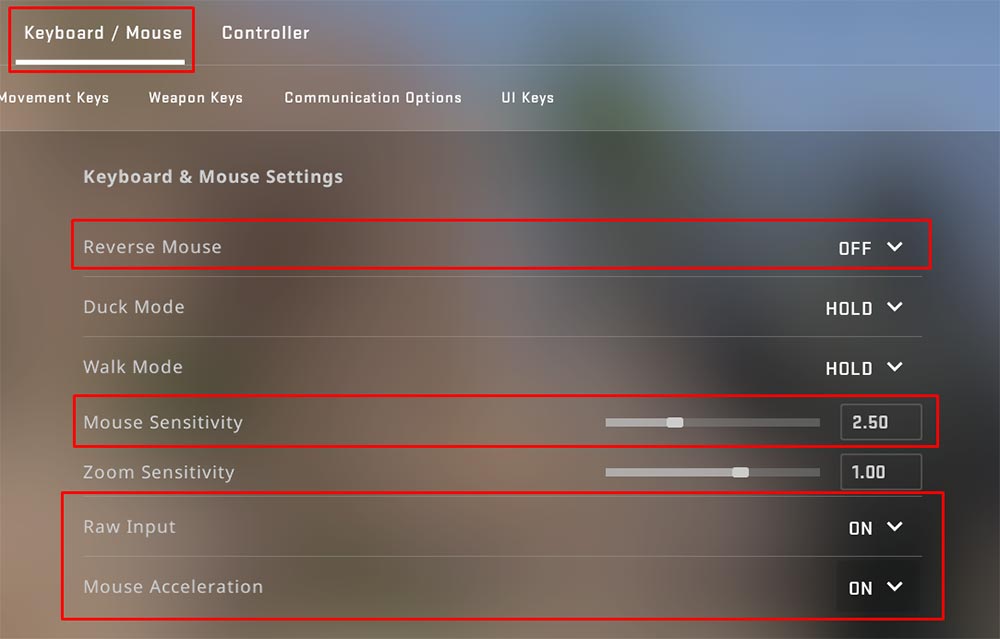 Keyboard / Mouse Controller
Movement Keys Weapon Keys Communication Options UI Keys
Keyboard & Mouse Settings
Reverse Mouse OFF
Duck Mode HOLD
Walk Mode HOLD
Mouse Sensitivity 2.50
Zoom Sensitivity 1.00
Raw Input ON
Mouse Acceleration ON